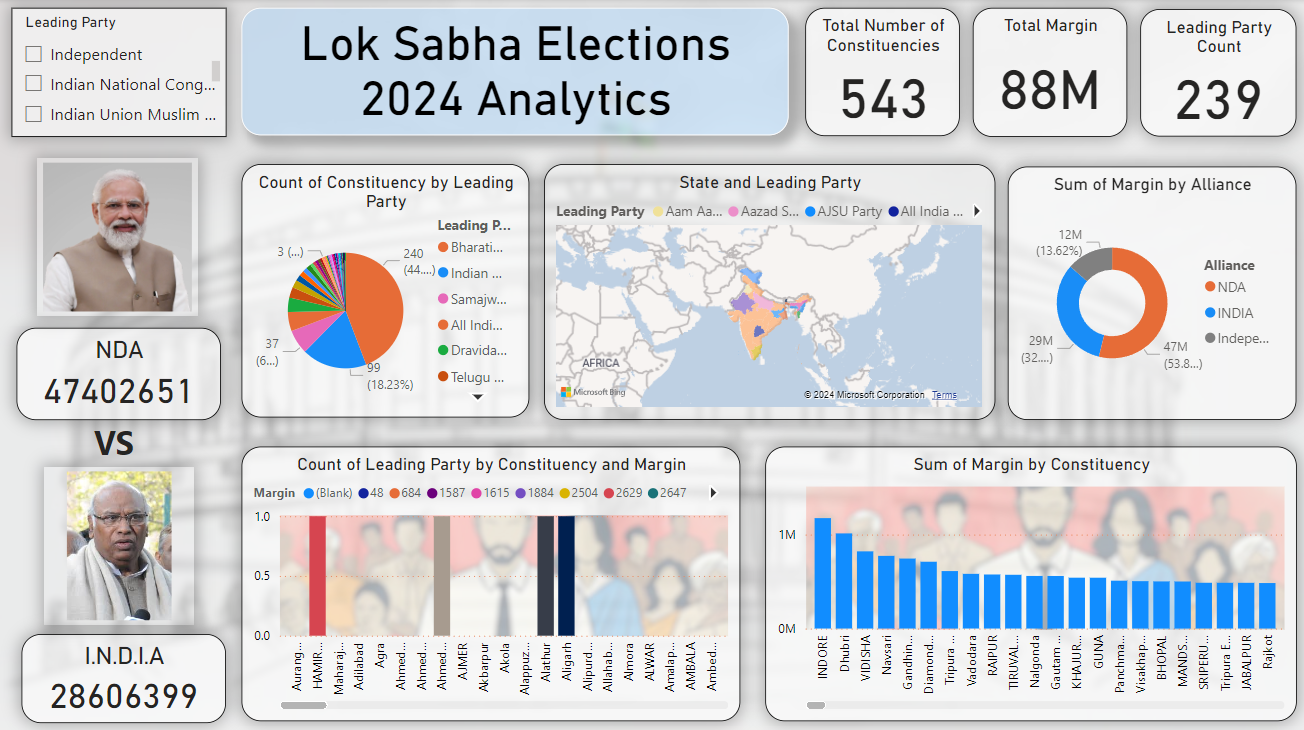 Leading Party
Independent
Indian National Cong...
Indian Union Muslim ...
Lok Sabha Elections
2024 Analytics
Total Number of
Constituencies
543
Total Margin
88M
Leading Party
Count
239
NDA
47402651
VS
I.N.D.I.A
28606399
Count of Constituency by Leading
Party
Leading P...
Bharati...
Indian ...
Samajw...
All Indi...
Dravida...
Telugu ...
3 (...)
240
(44....)
37
(6...)
99
(18.23%)
State and Leading Party
Leading Party Aam Aa... Aazad S... AJSU Party All India ...
AFRICA
Microsoft Bing
© 2024 Microsoft Corporation Terms
Sum of Margin by Alliance
12M
(13.62%)
29M
(32....)
47M
(53.8...)
Alliance
NDA
INDIA
Indepe...
Count of Leading Party by Constituency and Margin
Margin (Blank) 48 684 1587 1615 1884 2504 2629 2647
1.0
0.5
0.0
Aurang...
HAMIR...
Maharaj...
Adilabad
Agra
Ahmed...
Ahmed...
Ahmed...
AJMER
Akbarpur
Akola
Alappuz...
Alathur
Aligarh
Alipurd...
Allahab...
Almora
ALWAR
Amalap...
AMBALA
Ambed...
Sum of Margin by Constituency
1M
0M
INDORE
Dhubri
VIDISHA
Navsari
Gandhin...
Diamond...
Tripura ...
Vadodara
RAIPUR
TIRUVAL...
Nalgonda
Gautam ...
KHAJUR...
GUNA
Panchma...
Visakhap...
BHOPAL
MANDS...
SRIPERU...
Tripura E...
JABALPUR
Rajkot